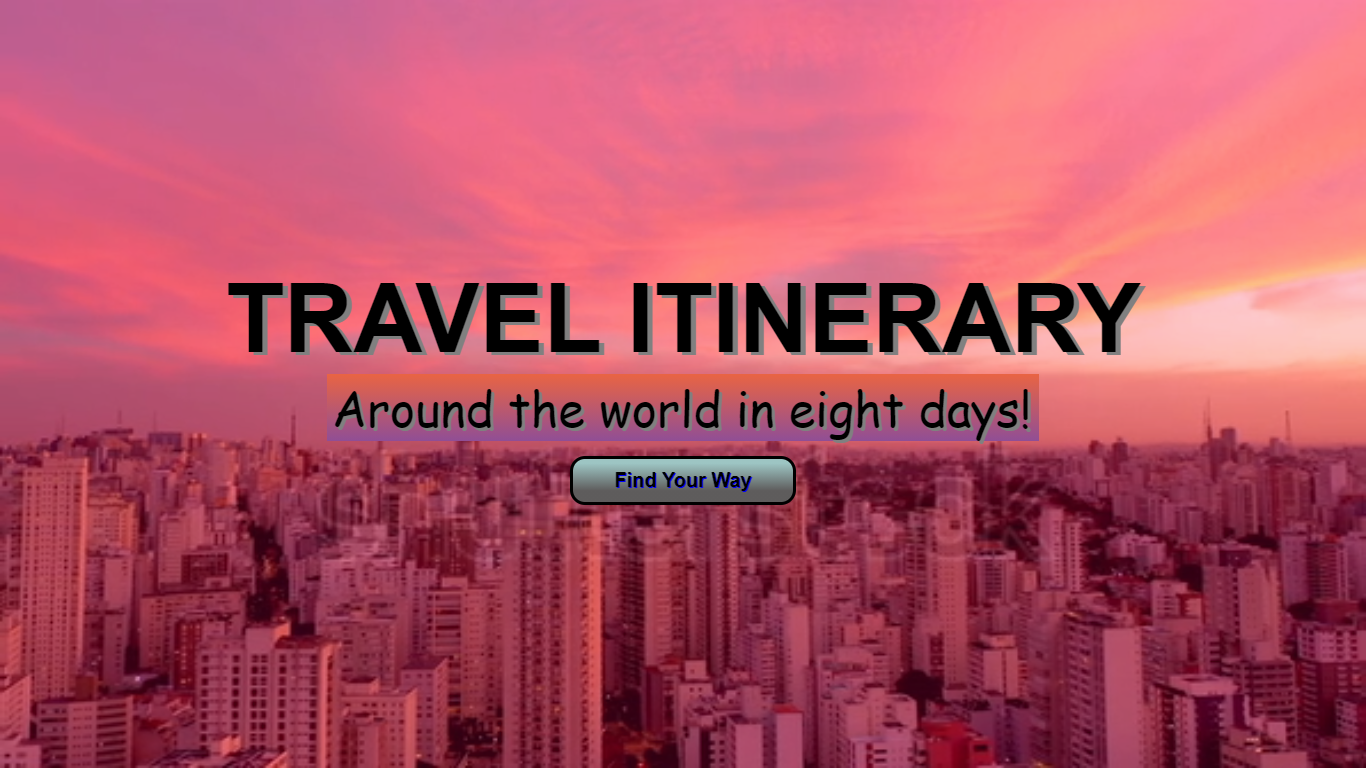 TRAVEL ITINERARY
Around the world in eight days!
Find Your Way